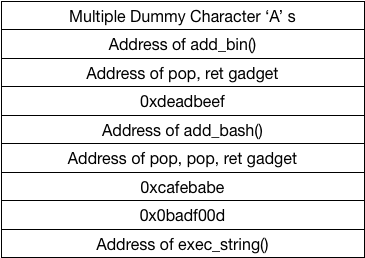 Multiple Dummy Character ‘A’ s
Address of add_bin()
Address of pop, ret gadget
0xdeadbeef
Address of add_bash()
Address of pop, pop, ret gadget
0xcafebabe
0x0badf00d
Address of exec_string()